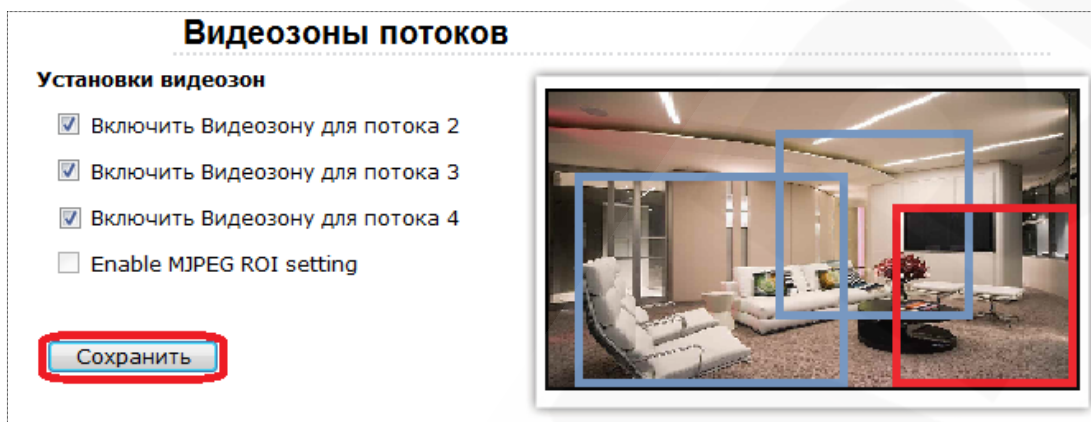 Видеозоны потоков
Установки видеозон
Включить Видеозону для потока 2
Включить Видеозону для потока 3
Включить Видеозону для потока 4
Enable MJPEG ROI setting
Сохранить